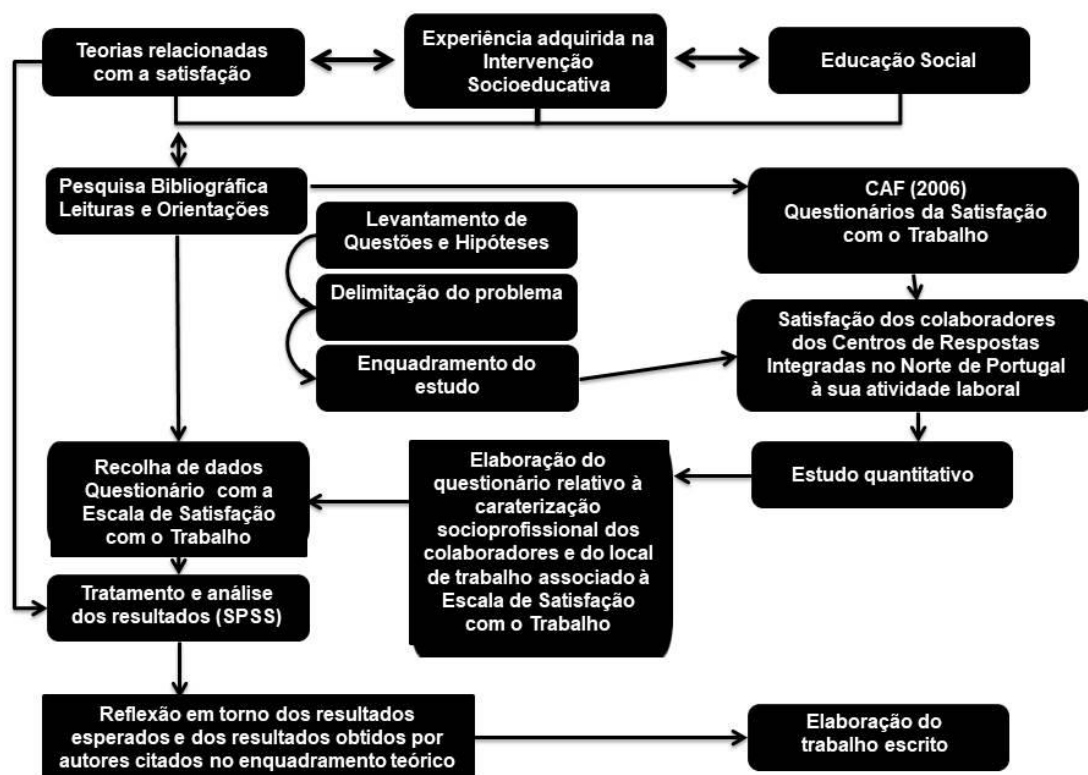 Teorias relacionadas
com a satisfação
Experiência adquirida na
Intervenção
Socioeducativa
Educação Social
Pesquisa Bibliográfica
Leituras e Orientações
CAF (2006)
Questionários da Satisfação
com o Trabalho
Levantamento de
Questões e Hipóteses
Delimitação do problema
Enquadramento do
estudo
Satisfação dos colaboradores
dos Centros de Respostas
Integradas no Norte de Portugal
à sua atividade laboral
Estudo quantitativo
Elaboração do
questionário relativo à
caraterização
socioprofissional dos
colaboradores e do local
de trabalho associado à
Escala de Satisfação
com o Trabalho
Recolha de dados
Questionário com a
Escala de Satisfação
com o Trabalho
Tratamento e análise
dos resultados (SPSS)
Reflexão em torno dos resultados
esperados e dos resultados obtidos por
autores citados no enquadramento teórico
Elaboração do
trabalho escrito